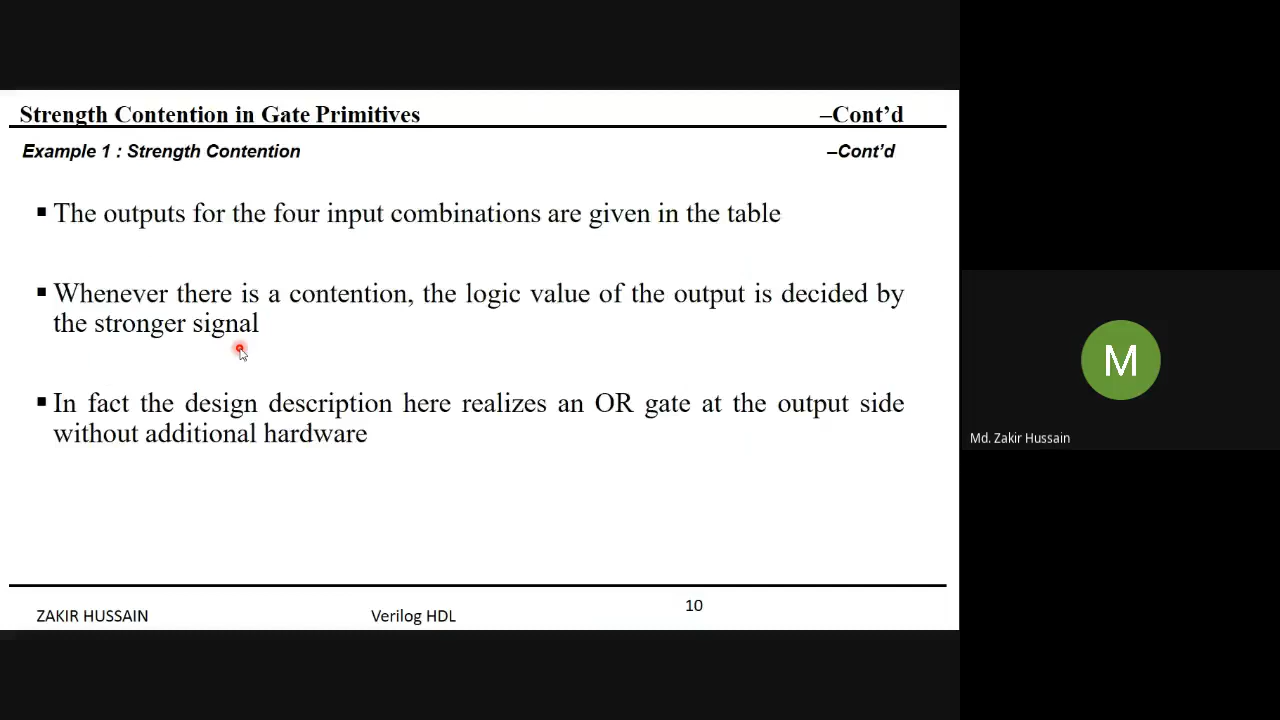 Strength Contention in Gate Primitives –Cont’d
Example 1 : Strength Contention –Cont’d
▪ The outputs for the four input combinations are given in the table
▪ Whenever there is a contention, the logic value of the output is decided by
the stronger signal
▪ In fact the design description here realizes an OR gate at the output side
without additional hardware
ZAKIR HUSSAIN Verilog HDL 10
M
Md. Zakir Hussain